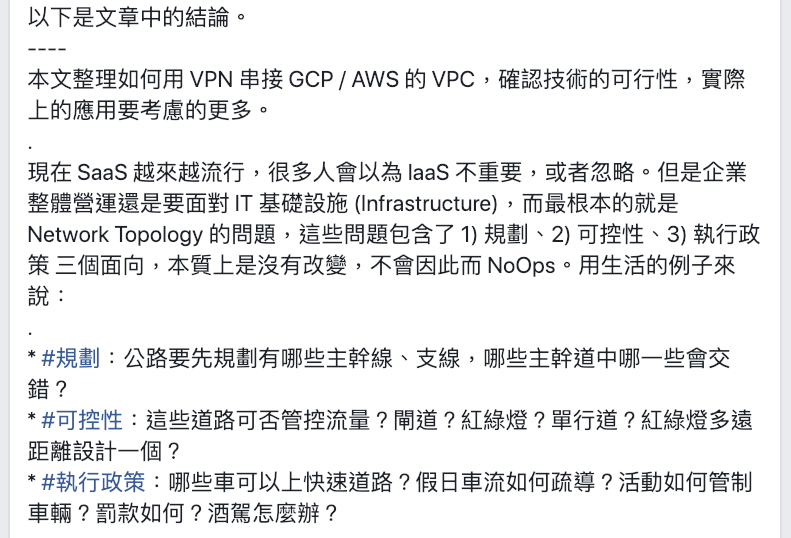 以下是文章中的結論。
----
本文整理如何用 VPN 串接 GCP / AWS 的 VPC，確認技術的可行性，實際
上的應用要考慮的更多。
.
現在 SaaS 越來越流行，很多人會以為 IaaS 不重要，或者忽略。但是企業
整體營運還是要面對 IT 基礎設施 (Infrastructure)，而最根本的就是
Network Topology 的問題，這些問題包含了 1) 規劃、2) 可控性、3) 執行政
策 三個面向，本質上是沒有改變，不會因此而 NoOps。用生活的例子來
說：
.
* #規劃：公路要先規劃有哪些主幹線、支線，哪些主幹道中哪一些會交
錯？
* #可控性：這些道路可否管控流量？閘道？紅綠燈？單行道？紅綠燈多遠
距離設計一個？
* #執行政策：哪些車可以上快速道路？假日車流如何疏導？活動如何管制
車輛？罰款如何？酒駕怎麼辦？